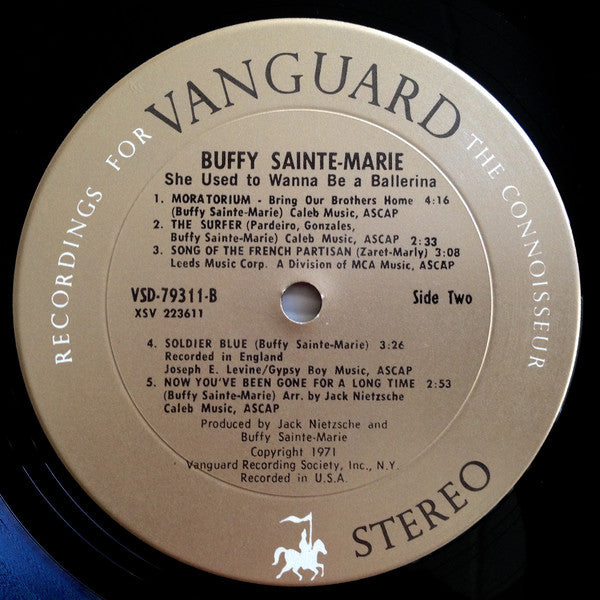 RECORDINGS FOR VANGUARD THE CONNOISSEUR
BUFFY SAINTE-MARIE
She Used to Wanna Be a Ballerina
1. MORATORIUM - Bring Our Brothers Home 4:16
(Buffy Sainte-Marie) Caleb Music, ASCAP
2. THE SURFER (Pardeiro, Gonzales,
Buffy Sainte-Marie) Caleb Music, ASCAP 2:33
3. SONG OF THE FRENCH PARTISAN (Zaret-Marly) 3:08
Leeds Music Corp. A Division of MCA Music, ASCAP
VSD-79311-B Side Two
XSV 223611
4. SOLDIER BLUE (Buffy Sainte-Marie) 3:26
Recorded in England
Joseph E. Levine/Gypsy Boy Music, ASCAP
5. NOW YOU'VE BEEN GONE FOR A LONG TIME 2:53
(Buffy Sainte-Marie) Arr. by Jack Nietzsche
Caleb Music, ASCAP
Produced by Jack Nietzsche and
Buffy Sainte-Marie
Copyright 1971
Vanguard Recording Society, Inc., N.Y.
Recorded in U.S.A.
STEREO